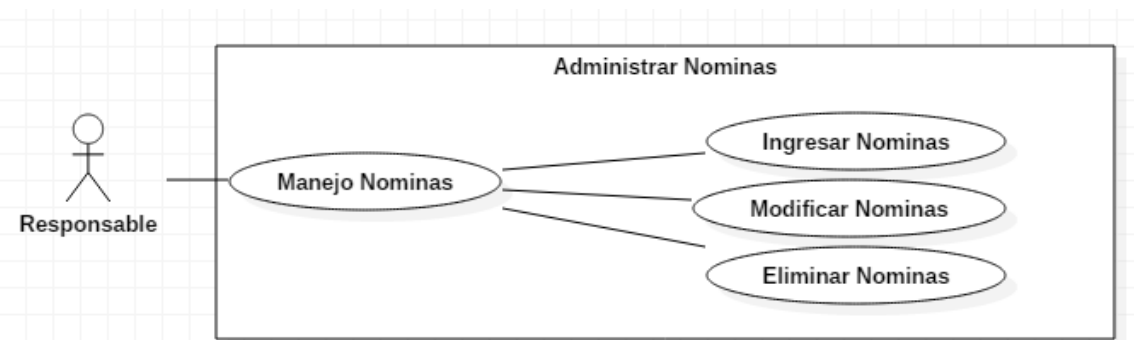 Administrar Nominas
Ingresar Nominas
Manejo Nominas
Modificar Nominas
Responsable
Eliminar Nominas